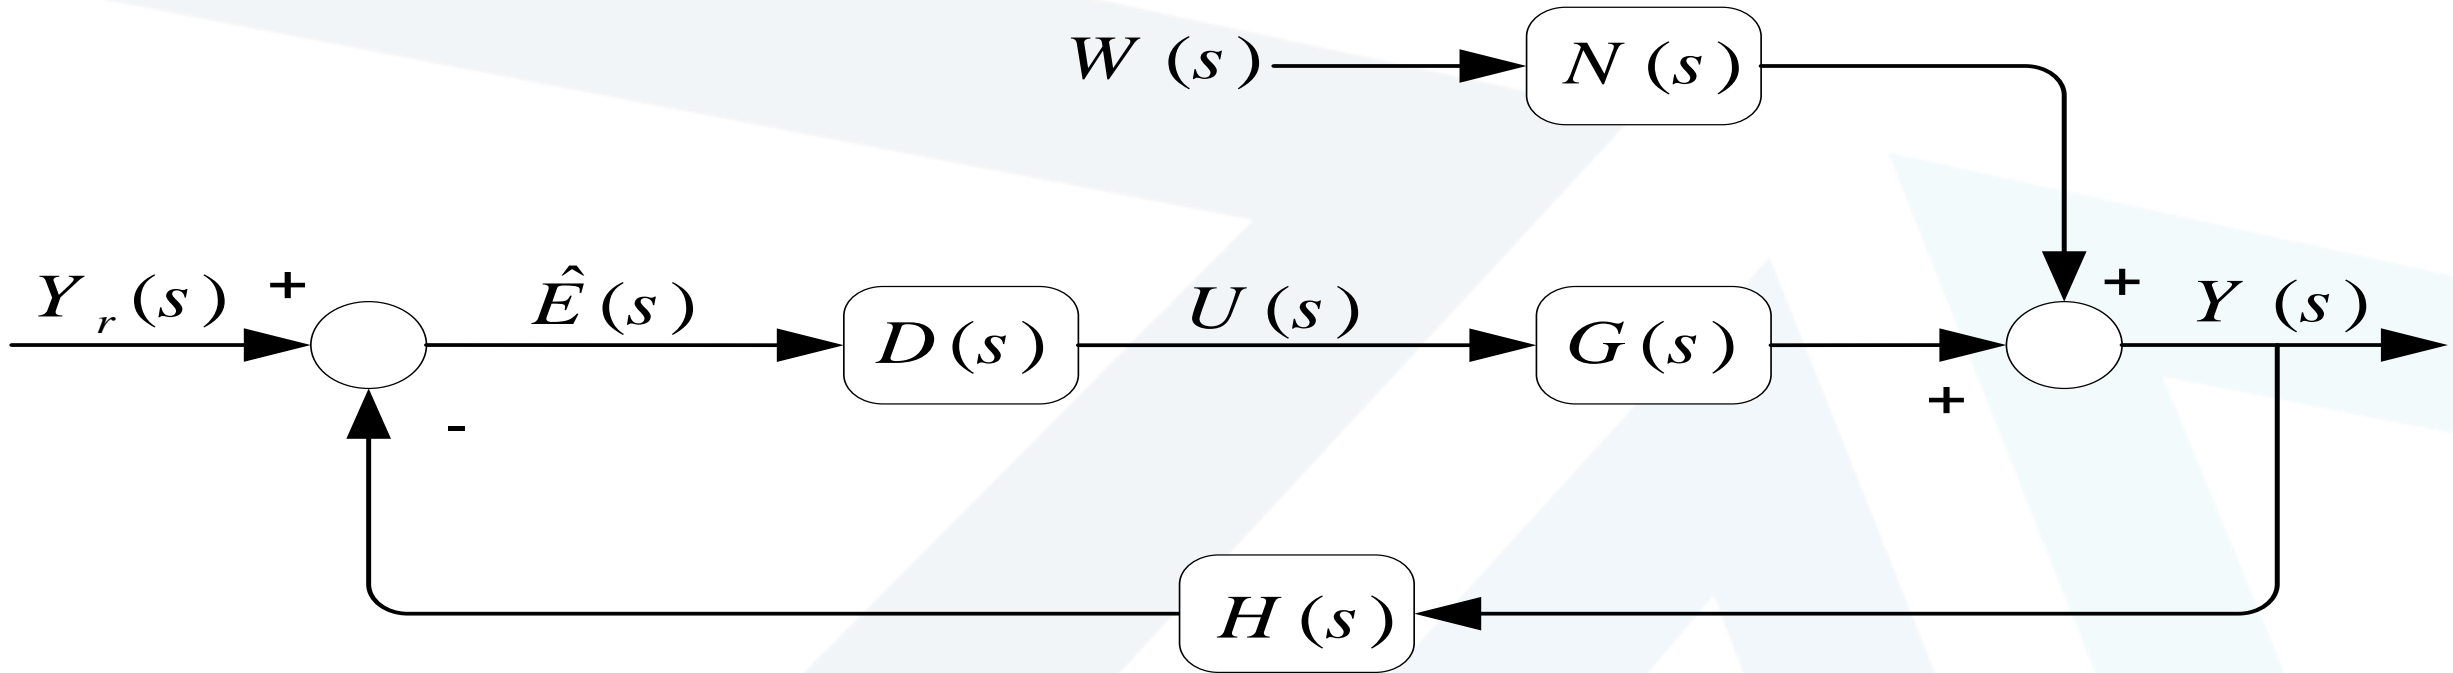 W (s)
N (s)
Y_r (s) +
Ê (s)
D (s)
U (s)
G (s)
+
+
Y (s)
-
H (s)